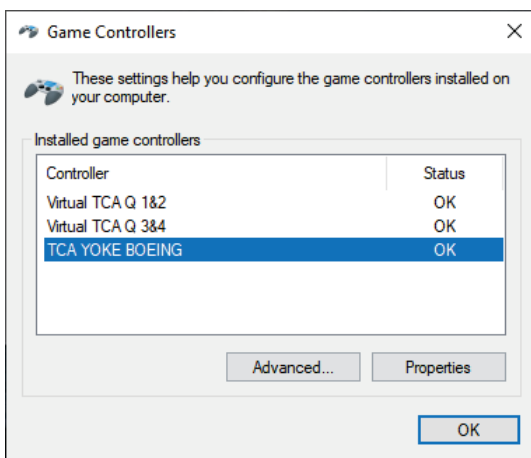 Game Controllers
These settings help you configure the game controllers installed on
your computer.
Installed game controllers
Controller Status
Virtual TCA Q 1&2 OK
Virtual TCA Q 3&4 OK
TCA YOKE BOEING OK
Advanced... Properties
OK